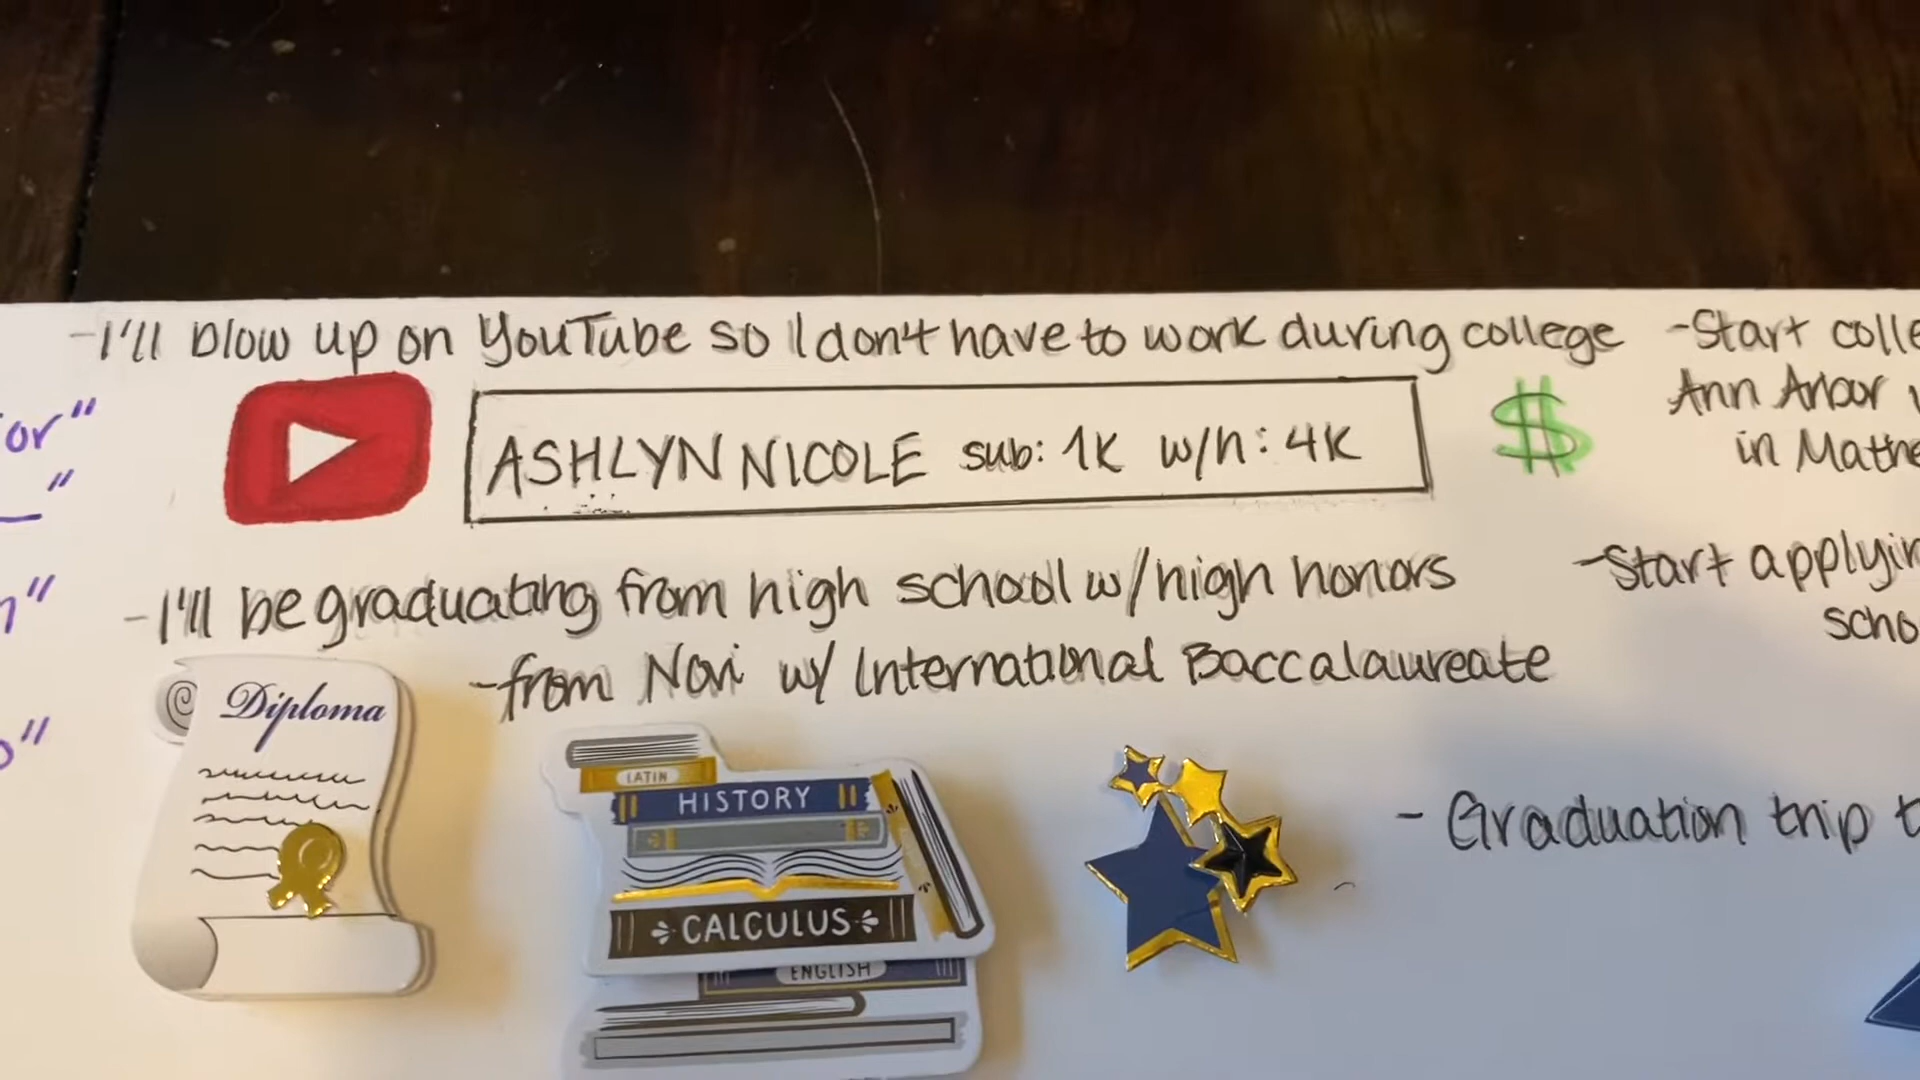 -I'll blow up on YouTube so I don't have to work during college
ASHLYN NICOLE sub: 1K w/h: 4K
$
-I'll be graduating from high school w/ high honors
-from Novi w/ International Baccalaureate
Diploma
LATIN
HISTORY
CALCULUS
ENGLISH
-Start colle
Ann Arbor
in Mathe
-Start applyin
scho
- Graduation trip t
or"
"
n"
o"